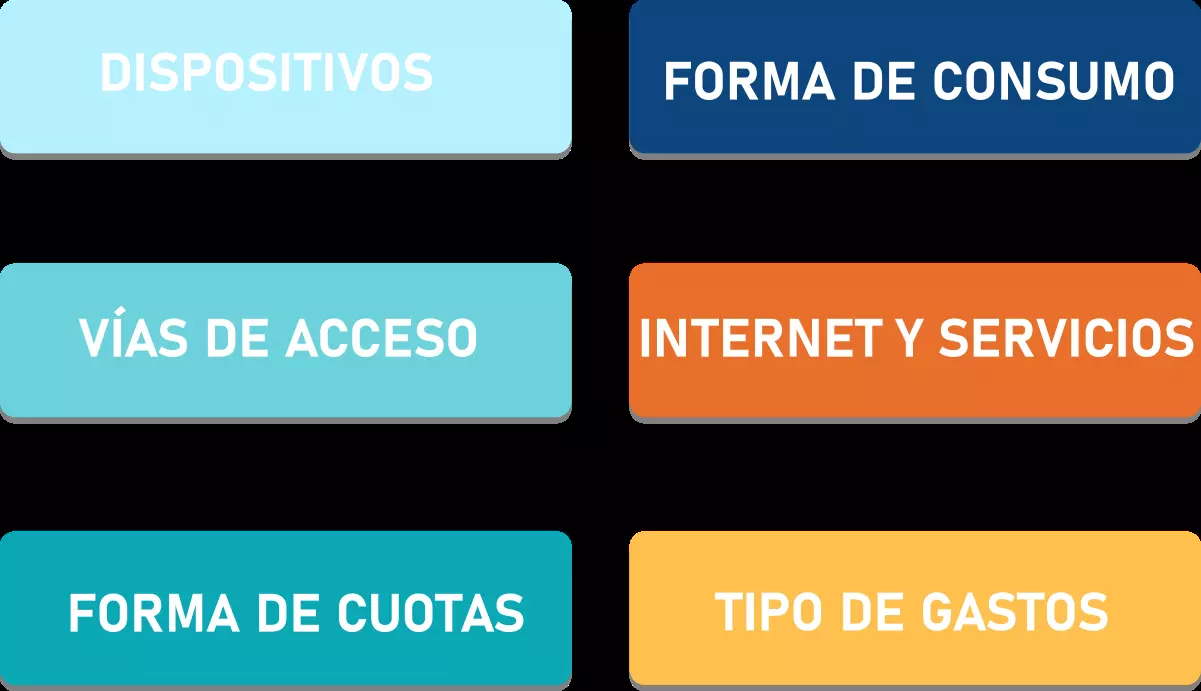 DISPOSITIVOS
FORMA DE CONSUMO
VÍAS DE ACCESO
INTERNET Y SERVICIOS
FORMA DE CUOTAS
TIPO DE GASTOS